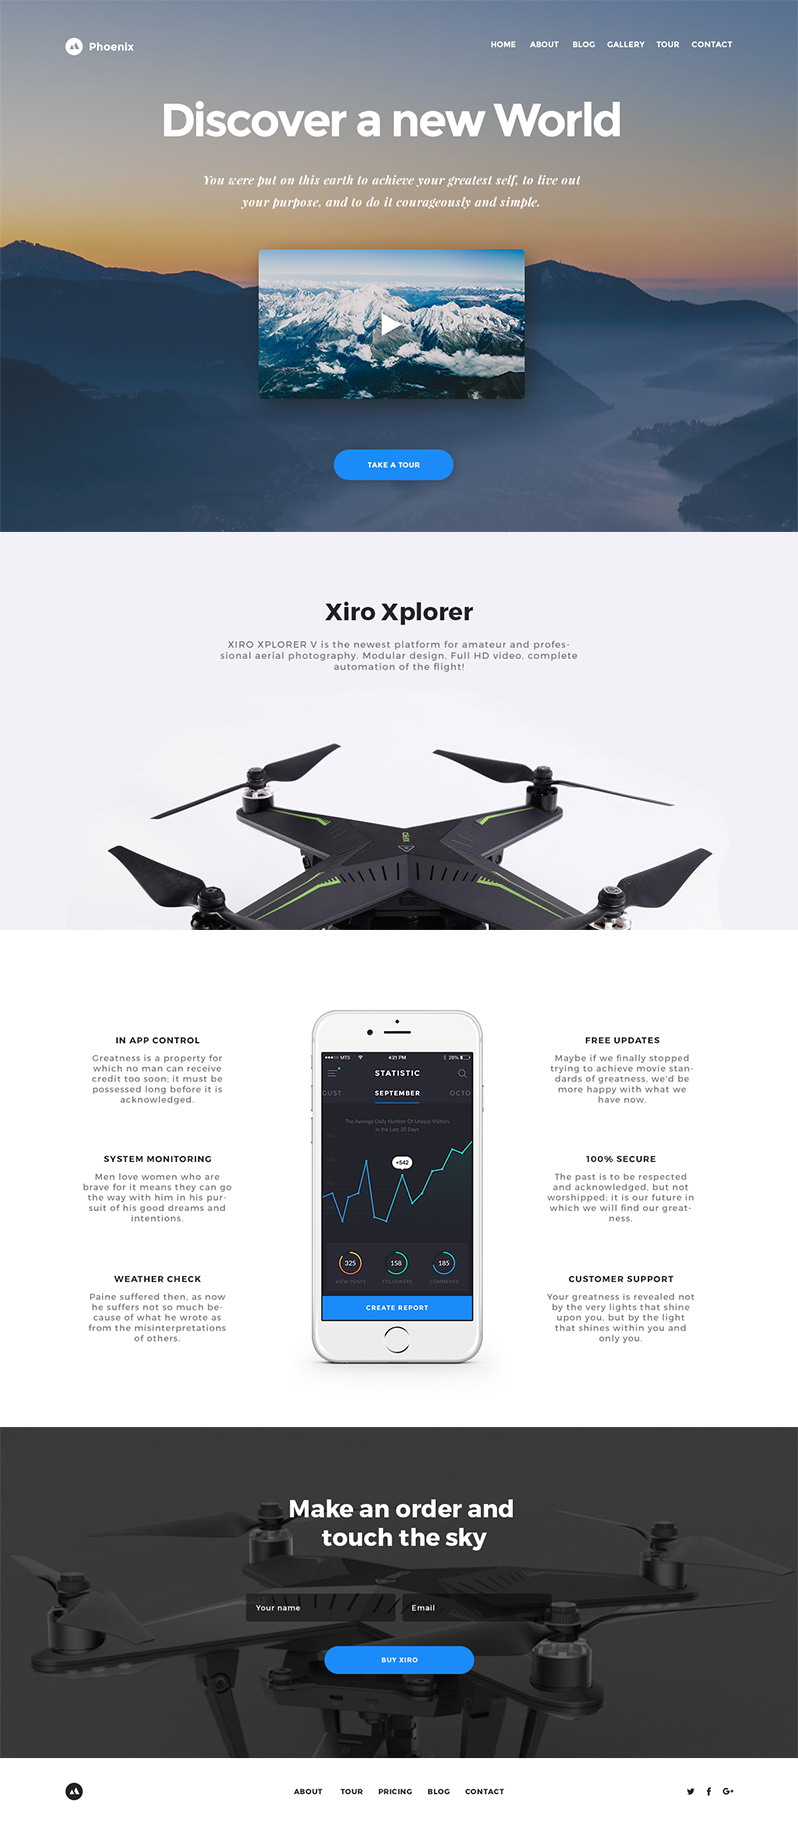 Phoenix
HOME ABOUT BLOG GALLERY TOUR CONTACT
Discover a new World
You were put on this earth to achieve your greatest self, to live out
your purpose, and to do it courageously and simple.
TAKE A TOUR
Xiro Xplorer
XIRO XPLORER V is the newest platform for amateur and profes-
sional aerial photography. Modular design, Full HD video, complete
automation of the flight!
IN APP CONTROL
Greatness is a property for
which no man can receive
credit too soon; it must be
possessed long before it is
acknowledged.
SYSTEM MONITORING
Men love women who are
brave for it means they can go
the way with him in his pur-
suit of his good dreams and
intentions.
WEATHER CHECK
Paine suffered then, as now
he suffers not so much be-
cause of what he wrote as
from the misinterpretations
of others.
MTS 4:21 PM 26%
STATISTIC
GUST SEPTEMBER OCTO
The Average Daily Number Of Unique Visitors
In the Last 30 Days
+542
325 158 185
VIEW POSTS FOLLOWERS COMMENTS
CREATE REPORT
FREE UPDATES
Maybe if we finally stopped
trying to achieve movie stan-
dards of greatness, we'd be
more happy with what we
have now.
100% SECURE
The past is to be respected
and acknowledged, but not
worshipped; it is our future in
which we will find our great-
ness.
CUSTOMER SUPPORT
Your greatness is revealed not
by the very lights that shine
upon you, but by the light
that shines within you and
only you.
Make an order and
touch the sky
Your name Email
BUY XIRO
ABOUT TOUR PRICING BLOG CONTACT